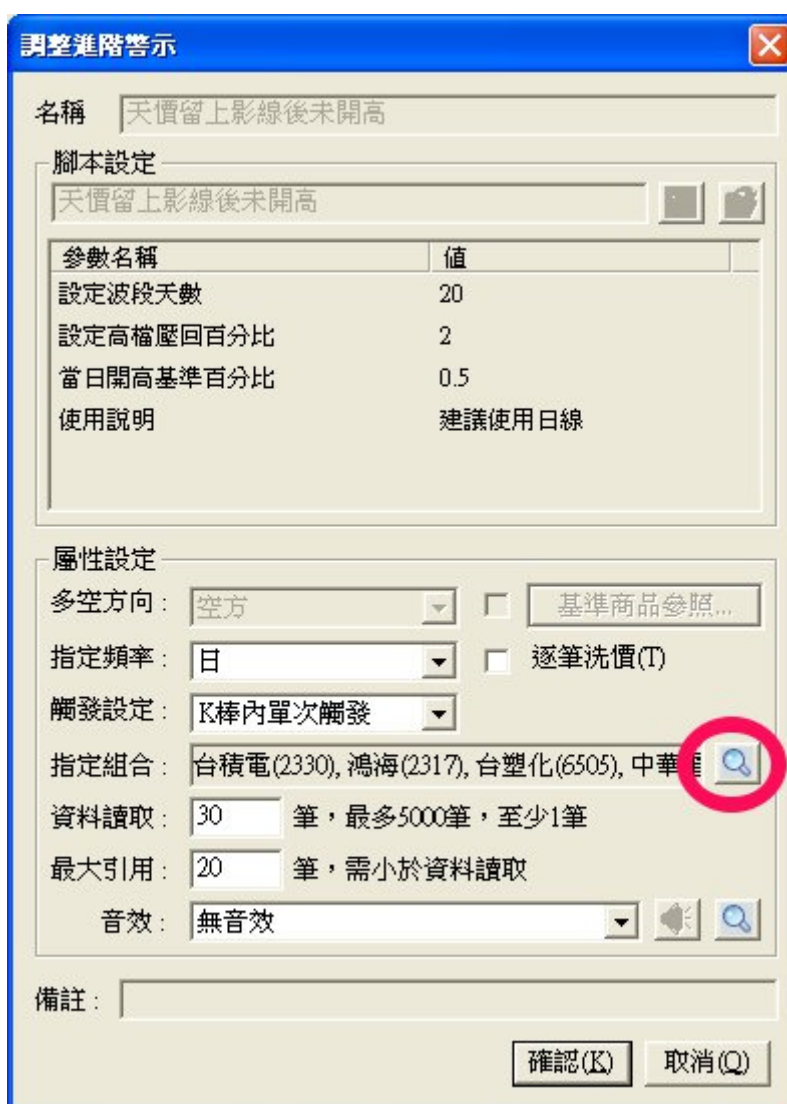 調整進階警示
名稱 天價留上影線後未開高
腳本設定
天價留上影線後未開高
參數名稱 值
設定波段天數 20
設定高檔壓回百分比 2
當日開高基準百分比 0.5
使用說明 建議使用日線
屬性設定
多空方向： 空方 基準商品參照...
指定頻率： 日 逐筆洗價(T)
觸發設定： K棒內單次觸發
指定組合： 台積電(2330), 鴻海(2317), 台塑化(6505), 中華
資料讀取： 30 筆，最多5000筆，至少1筆
最大引用： 20 筆，需小於資料讀取
音效： 無音效
備註：
確認(K) 取消(Q)